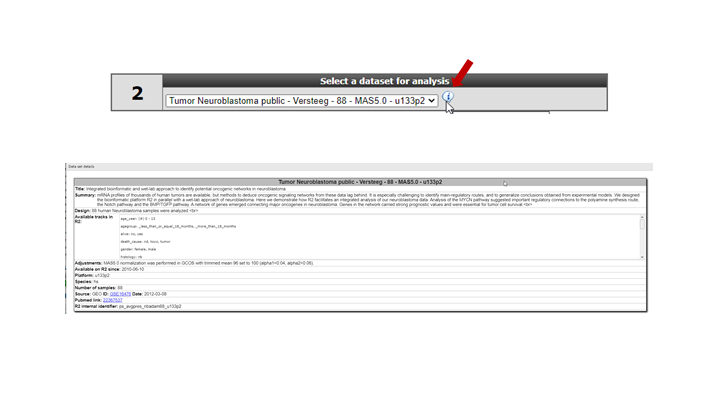 Select a dataset for analysis
2
Tumor Neuroblastoma public - Versteeg - 88 - MAS5.0 - u133p2
i
Data set details
Tumor Neuroblastoma public - Versteeg - 88 - MAS5.0 - u133p2
Title: Integrated bioinformatic and wet-lab approach to identify potential oncogenic networks in neuroblastoma
Summary: mRNA profiles of thousands of human tumors are available, but methods to deduce oncogenic signaling networks from these data lag behind. It is especially challenging to identify main-regulatory routes, and to generalize conclusions obtained from experimental models. We designed
the bioinformatic platform R2 in parallel with a wet-lab approach of neuroblastoma. Here we demonstrate how R2 facilitates an integrated analysis of our neuroblastoma data. Analysis of the MYCN pathway suggested important regulatory connections to the polyamine synthesis route,
the Notch pathway and the BMP/TGFP pathway. A network of genes emerged connecting major oncogenes in neuroblastoma. Genes in the network carried strong prognostic values and were essential for tumor cell survival <br>
Design: 88 human Neuroblastoma samples were analyzed <br>
Available tracks in
R2:
age_year: (#) 0 - 12
agegroup: _less_than_or_equal_18_months, _more_than_18_months
alive: no, yes
death_cause: nd, toxic, tumor
gender: female, male
histology: nb
Adjustments: MAS5.0 normalization was performed in GCOS with trimmed mean 96 set to 100 (alpha1=0.04, alpha2=0.06).
Available on R2 since: 2010-06-10
Platform: u133p2
Species: hs
Number of samples: 88
Source: GEO ID: GSE16476 Date: 2012-03-06
Pubmed link: 22367537
R2 internal identifier: ps_avgpres_nbadam88_u133p2